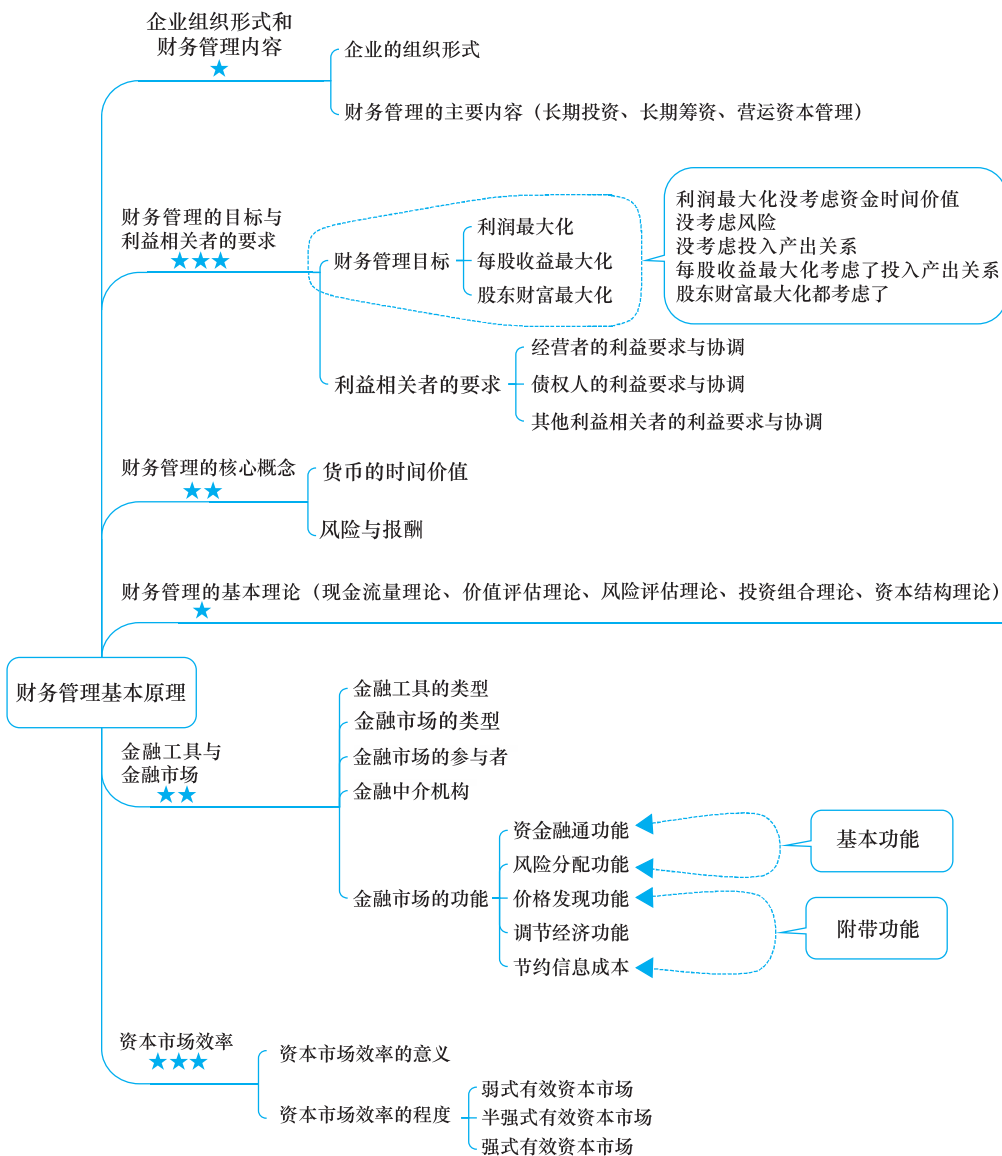 企业组织形式和
财务管理内容
企业的组织形式
财务管理的主要内容（长期投资、长期筹资、营运资本管理）
财务管理的目标与
利益相关者的要求
财务管理目标
利润最大化
每股收益最大化
股东财富最大化
利润最大化没考虑资金时间价值
没考虑风险
没考虑投入产出关系
每股收益最大化考虑了投入产出关系
股东财富最大化都考虑了
利益相关者的要求
经营者的利益要求与协调
债权人的利益要求与协调
其他利益相关者的利益要求与协调
财务管理的核心概念
货币的时间价值
风险与报酬
财务管理的基本理论（现金流量理论、价值评估理论、风险评估理论、投资组合理论、资本结构理论）
财务管理基本原理
金融工具与
金融市场
金融工具的类型
金融市场的类型
金融市场的参与者
金融中介机构
金融市场的功能
资金融通功能
风险分配功能
价格发现功能
调节经济功能
节约信息成本
基本功能
附带功能
资本市场效率
资本市场效率的意义
资本市场效率的程度
弱式有效资本市场
半强式有效资本市场
强式有效资本市场